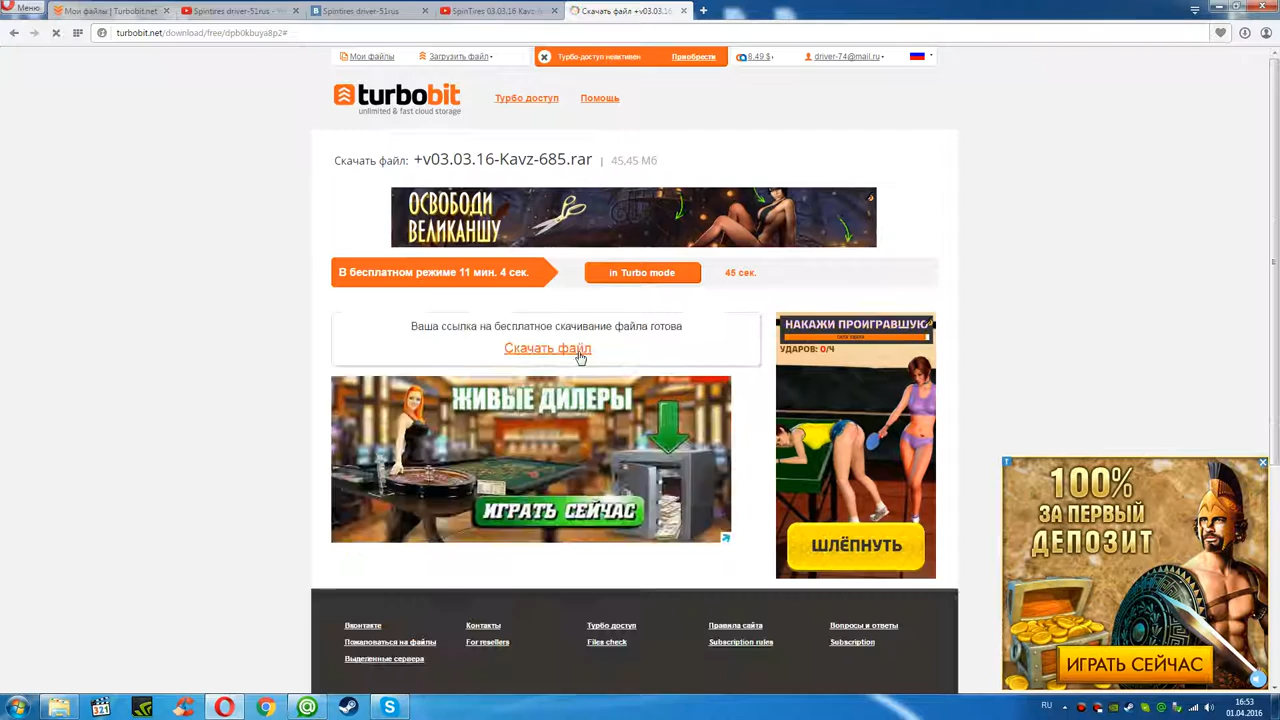 Меню
Мои файлы | Turbobit.net
Spintires driver-51rus - Y
Spintires driver-51rus
SpinTires 03.03.16 Kavz-
Скачать файл +v03.03.16-
turbobit.net/download/free/dpb0kbuya8p2#
Мои файлы
Загрузить файл
Турбо-доступ неактивен
Приобрести
8.49 $
driver-74@mail.ru
turbobit
unlimited & fast cloud storage
Турбо доступ
Помощь
Скачать файл: +v03.03.16-Kavz-685.rar | 45,45 Мб
ОСВОБОДИ
ВЕЛИКАНШУ
В бесплатном режиме 11 мин. 4 сек.
in Turbo mode
45 сек.
Ваша ссылка на бесплатное скачивание файла готова
Скачать файл
ЖИВЫЕ ДИЛЕРЫ
ИГРАТЬ СЕЙЧАС
НАКАЖИ ПРОИГРАВШУЮ
УДАРОВ: 0/4
ШЛЁПНУТЬ
100%
ЗА ПЕРВЫЙ
ДЕПОЗИТ
ИГРАТЬ СЕЙЧАС
Вконтакте
Контакты
Турбо доступ
Правила сайта
Вопросы и ответы
Пожаловаться на файлы
For resellers
Files check
Subscription rules
Subscription
Выделенные сервера
321
RU
16:53
01.04.2016